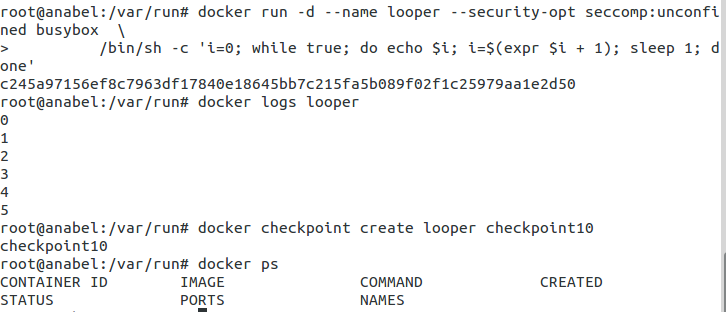 root@anabel:/var/run# docker run -d --name looper --security-opt seccomp:unconfi
ned busybox  \
>         /bin/sh -c 'i=0; while true; do echo $i; i=$(expr $i + 1); sleep 1; d
one'
c245a97156ef8c7963df17840e18645bb7c215fa5b089f02f1c25979aa1e2d50
root@anabel:/var/run# docker logs looper
0
1
2
3
4
5
root@anabel:/var/run# docker checkpoint create looper checkpoint10
checkpoint10
root@anabel:/var/run# docker ps
CONTAINER ID        IMAGE               COMMAND             CREATED
STATUS              PORTS               NAMES